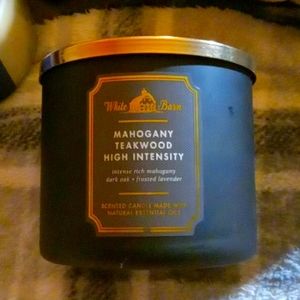 White Barn
MAHOGANY
TEAKWOOD
HIGH INTENSITY
intense rich mahogany
dark oak • frosted lavender
SCENTED CANDLE MADE WITH
NATURAL ESSENTIAL OILS